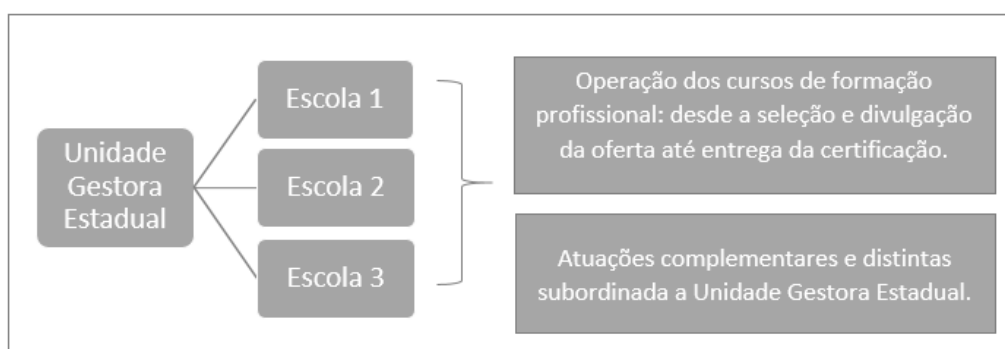 Unidade
Gestora
Estadual
Escola 1
Escola 2
Escola 3
Operação dos cursos de formação
profissional: desde a seleção e divulgação
da oferta até entrega da certificação.
Atuações complementares e distintas
subordinada a Unidade Gestora Estadual.